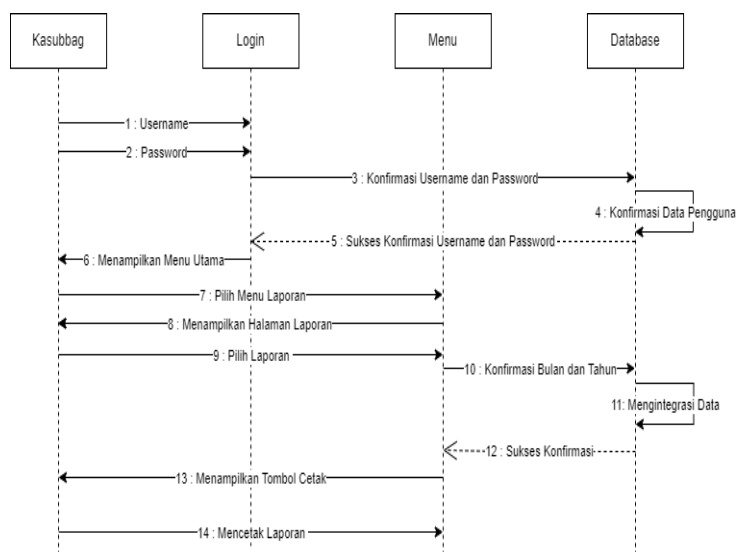 Kasubbag
Login
Menu
Database
1 : Username
2 : Password
3 : Konfirmasi Username dan Password
4 : Konfirmasi Data Pengguna
5 : Sukses Konfirmasi Username dan Password
6 : Menampilkan Menu Utama
7 : Pilih Menu Laporan
8 : Menampilkan Halaman Laporan
9 : Pilih Laporan
10 : Konfirmasi Bulan dan Tahun
11: Mengintegrasi Data
12 : Sukses Konfirmasi
13 : Menampilkan Tombol Cetak
14 : Mencetak Laporan